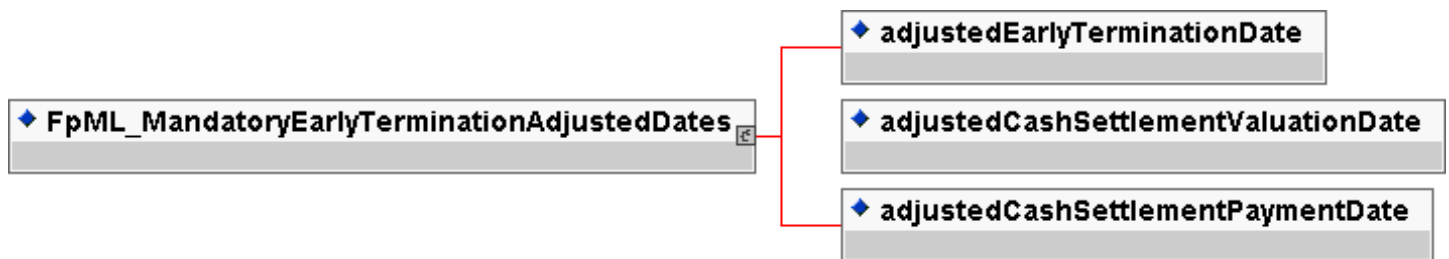 adjustedEarlyTerminationDate
FpML_MandatoryEarlyTerminationAdjustedDates
adjustedCashSettlementValuationDate
adjustedCashSettlementPaymentDate